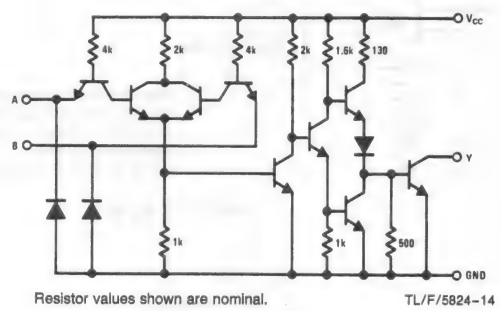 Vcc
4k 2k 4k 2k 1.6k 130
A
B
Y
1k 1k 500
GND
Resistor values shown are nominal. TL/F/5824-14